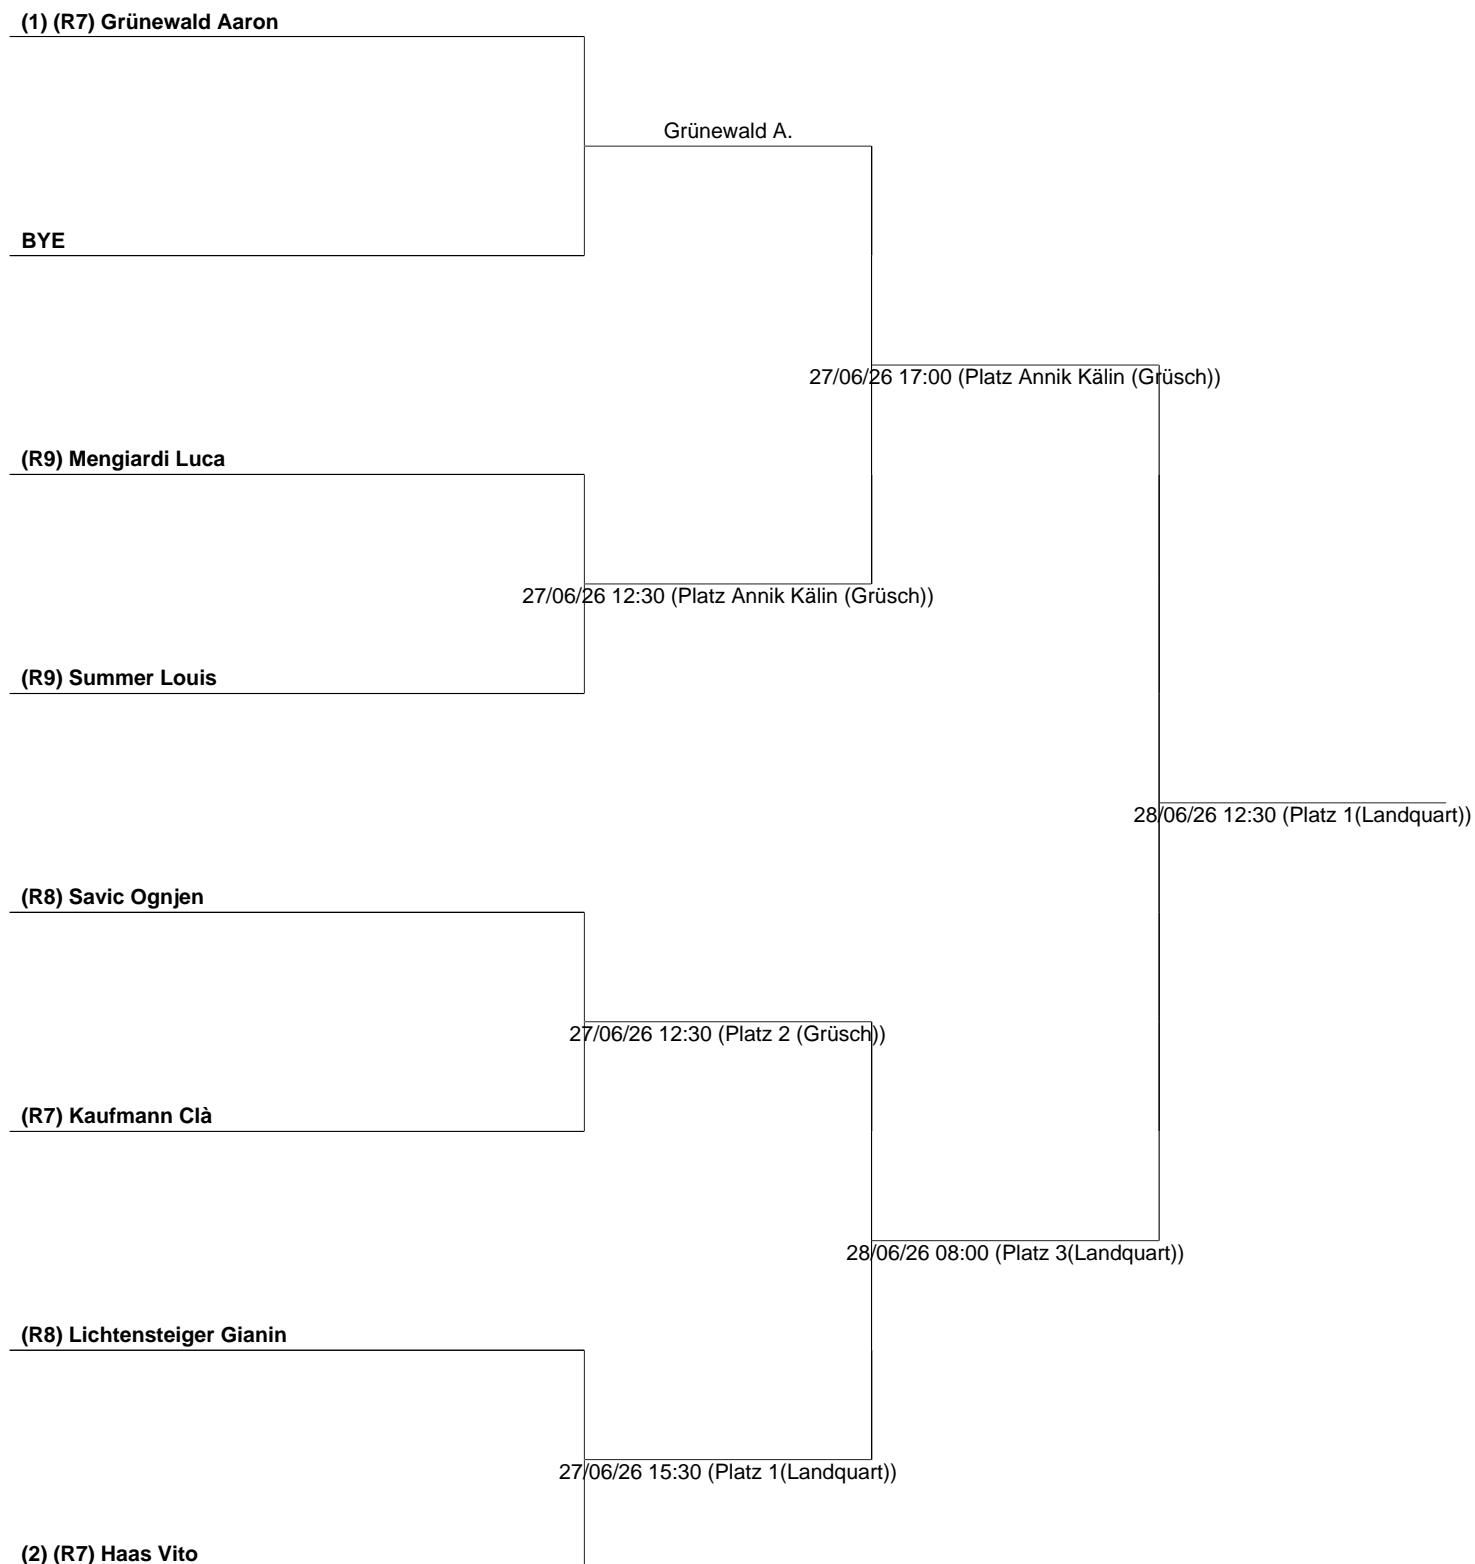 (1) (R7) Grünewald Aaron
Grünewald A.
BYE
27/06/26 17:00 (Platz Annik Kälin (Grüsch))
(R9) Mengiardi Luca
27/06/26 12:30 (Platz Annik Kälin (Grüsch))
(R9) Summer Louis
28/06/26 12:30 (Platz 1(Landquart))
(R8) Savic Ognjen
27/06/26 12:30 (Platz 2 (Grüsch))
(R7) Kaufmann Clà
28/06/26 08:00 (Platz 3(Landquart))
(R8) Lichtensteiger Gianin
27/06/26 15:30 (Platz 1(Landquart))
(2) (R7) Haas Vito